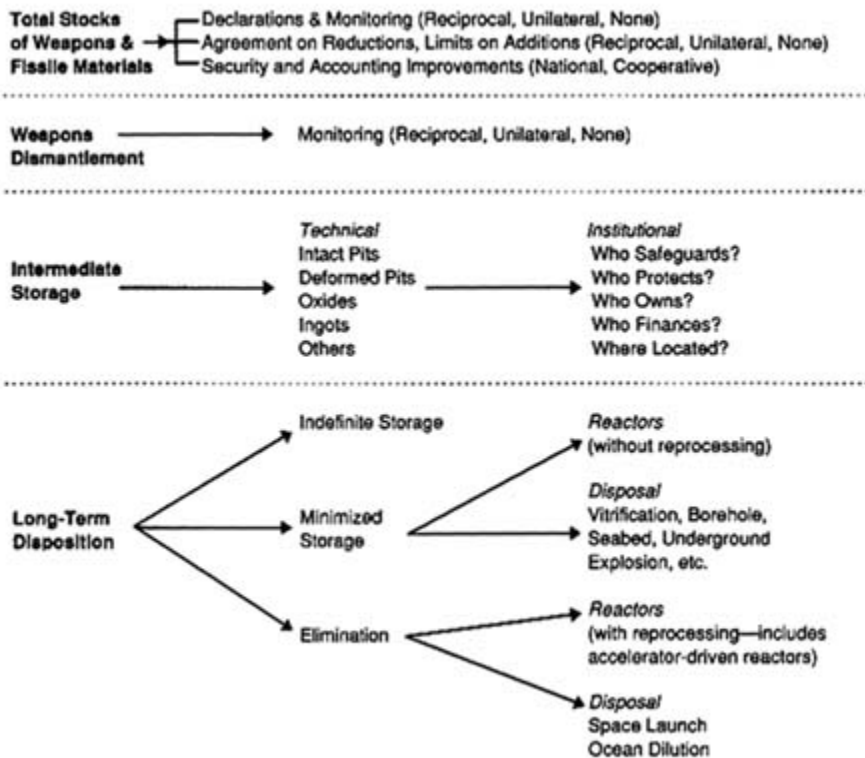 Total Stocks
of Weapons &
Fissile Materials
Declarations & Monitoring (Reciprocal, Unilateral, None)
Agreement on Reductions, Limits on Additions (Reciprocal, Unilateral, None)
Security and Accounting Improvements (National, Cooperative)
Weapons
Dismantlement
Monitoring (Reciprocal, Unilateral, None)
Intermediate
Storage
Technical
Intact Pits
Deformed Pits
Oxides
Ingots
Others
Institutional
Who Safeguards?
Who Protects?
Who Owns?
Who Finances?
Where Located?
Long-Term
Disposition
Indefinite Storage
Minimized
Storage
Elimination
Reactors
(without reprocessing)
Disposal
Vitrification, Borehole,
Seabed, Underground
Explosion, etc.
Reactors
(with reprocessing—includes
accelerator-driven reactors)
Disposal
Space Launch
Ocean Dilution